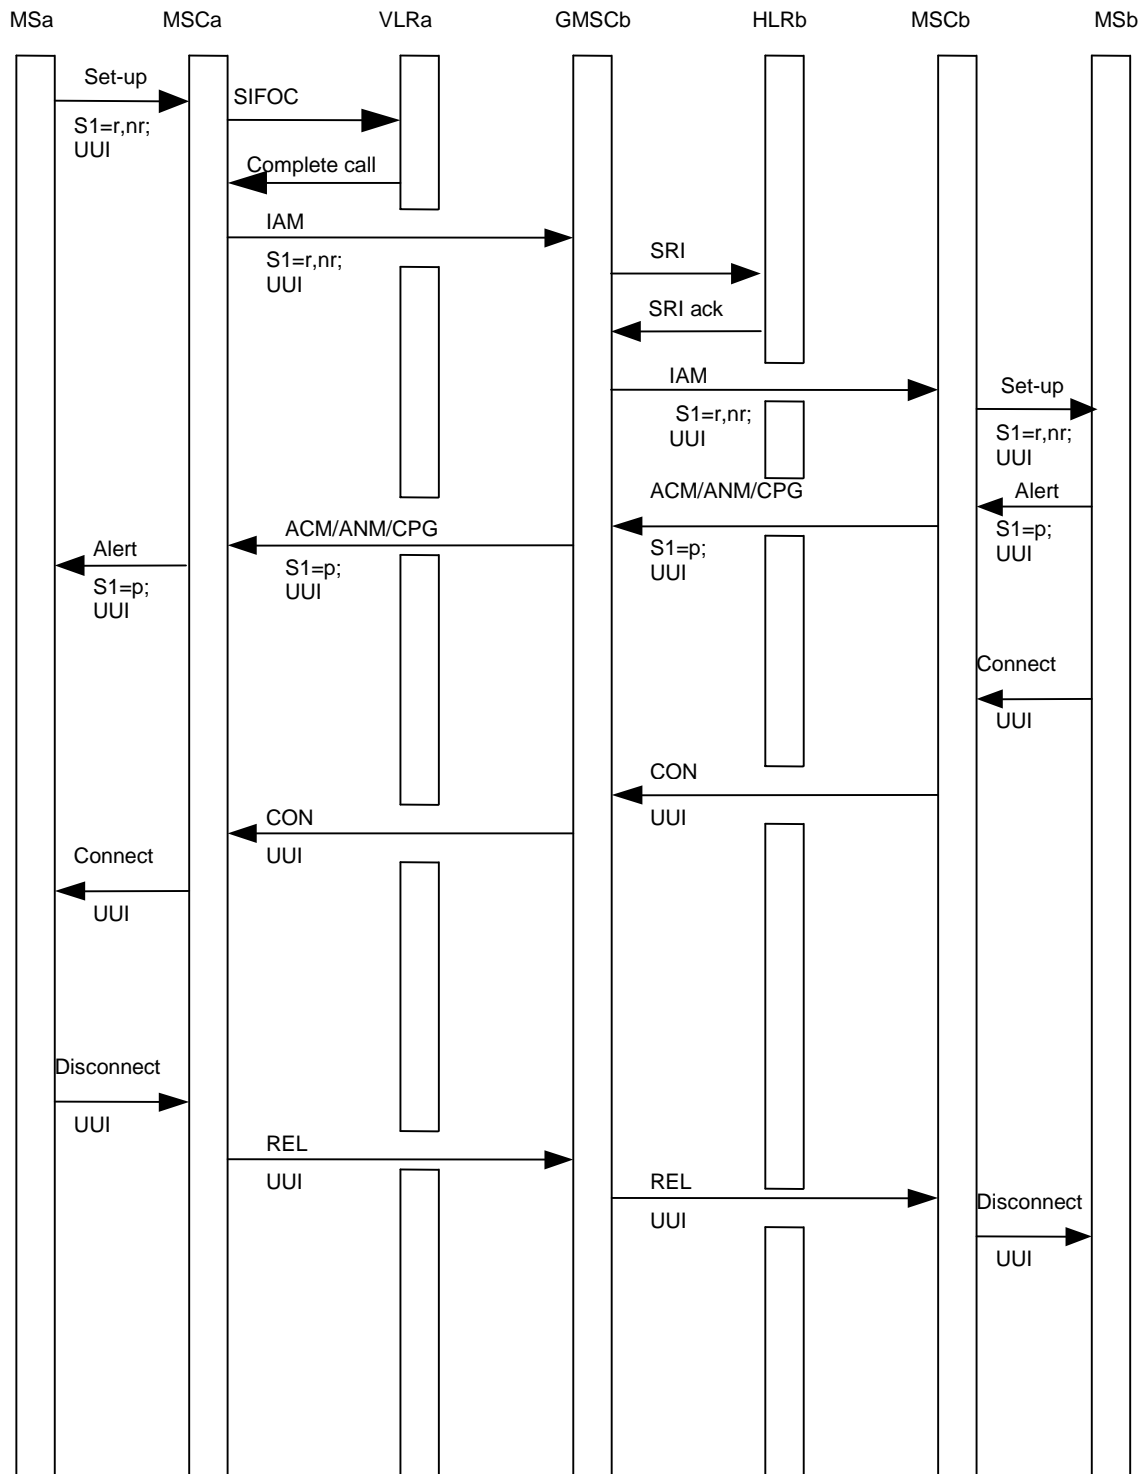 MSa MSCa VLRa GMSCb HLRb MSCb MSb
Set-up
S1=r,nr;
UUI
SIFOC
Complete call
IAM
S1=r,nr;
UUI
SRI
SRI ack
IAM
S1=r,nr;
UUI
Set-up
S1=r,nr;
UUI
Alert
S1=p;
UUI
ACM/ANM/CPG
S1=p;
UUI
ACM/ANM/CPG
S1=p;
UUI
Alert
S1=p;
UUI
Connect
UUI
CON
UUI
CON
UUI
Connect
UUI
Disconnect
UUI
REL
UUI
REL
UUI
Disconnect
UUI